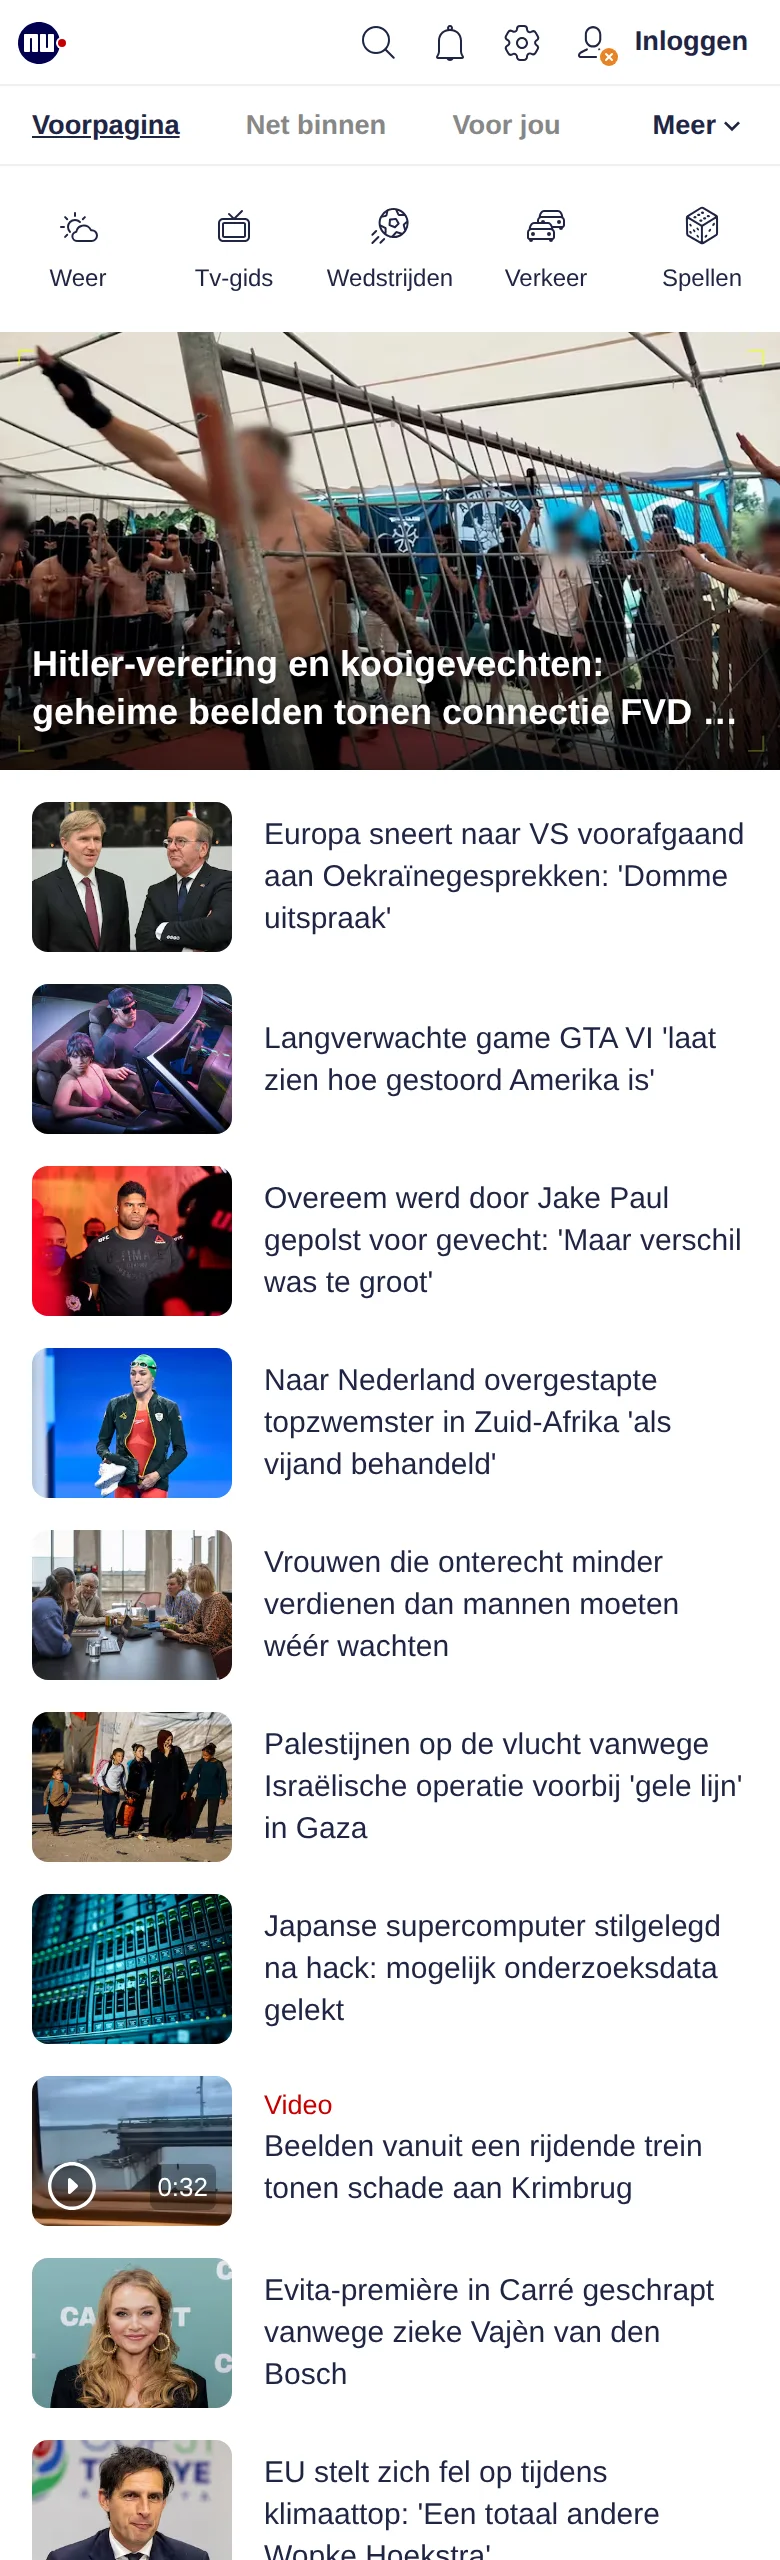 nu
Inloggen
Voorpagina
Net binnen
Voor jou
Meer
Weer
Tv-gids
Wedstrijden
Verkeer
Spellen
Hitler-verering en kooigevechten:
geheime beelden tonen connectie FVD ...
Europa sneert naar VS voorafgaand
aan Oekraïnegesprekken: 'Domme
uitspraak'
Langverwachte game GTA VI 'laat
zien hoe gestoord Amerika is'
Overeem werd door Jake Paul
gepolst voor gevecht: 'Maar verschil
was te groot'
Naar Nederland overgestapte
topzwemster in Zuid-Afrika 'als
vijand behandeld'
Vrouwen die onterecht minder
verdienen dan mannen moeten
wéér wachten
Palestijnen op de vlucht vanwege
Israëlische operatie voorbij 'gele lijn'
in Gaza
Japanse supercomputer stilgelegd
na hack: mogelijk onderzoeksdata
gelekt
0:32
Video
Beelden vanuit een rijdende trein
tonen schade aan Krimbrug
Evita-première in Carré geschrapt
vanwege zieke Vajèn van den
Bosch
EU stelt zich fel op tijdens
klimaattop: 'Een totaal andere
Wopke Hoekstra'